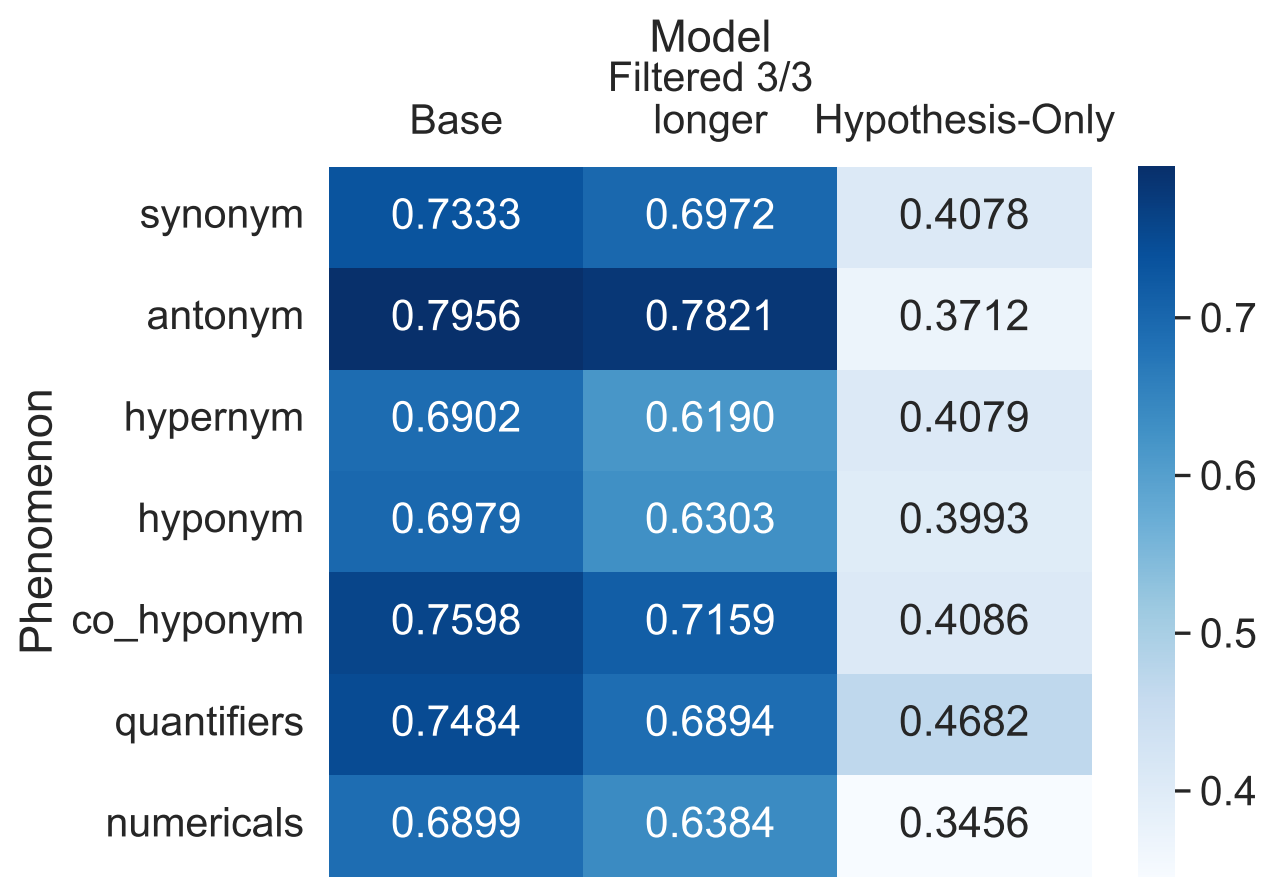 Model
Filtered 3/3
Base longer Hypothesis-Only
synonym 0.7333 0.6972 0.4078
antonym 0.7956 0.7821 0.3712
0.7
hypernym 0.6902 0.6190 0.4079
0.6
hyponym 0.6979 0.6303 0.3993
Phenomenon
co_hyponym 0.7598 0.7159 0.4086
0.5
quantifiers 0.7484 0.6894 0.4682
0.4
numericals 0.6899 0.6384 0.3456